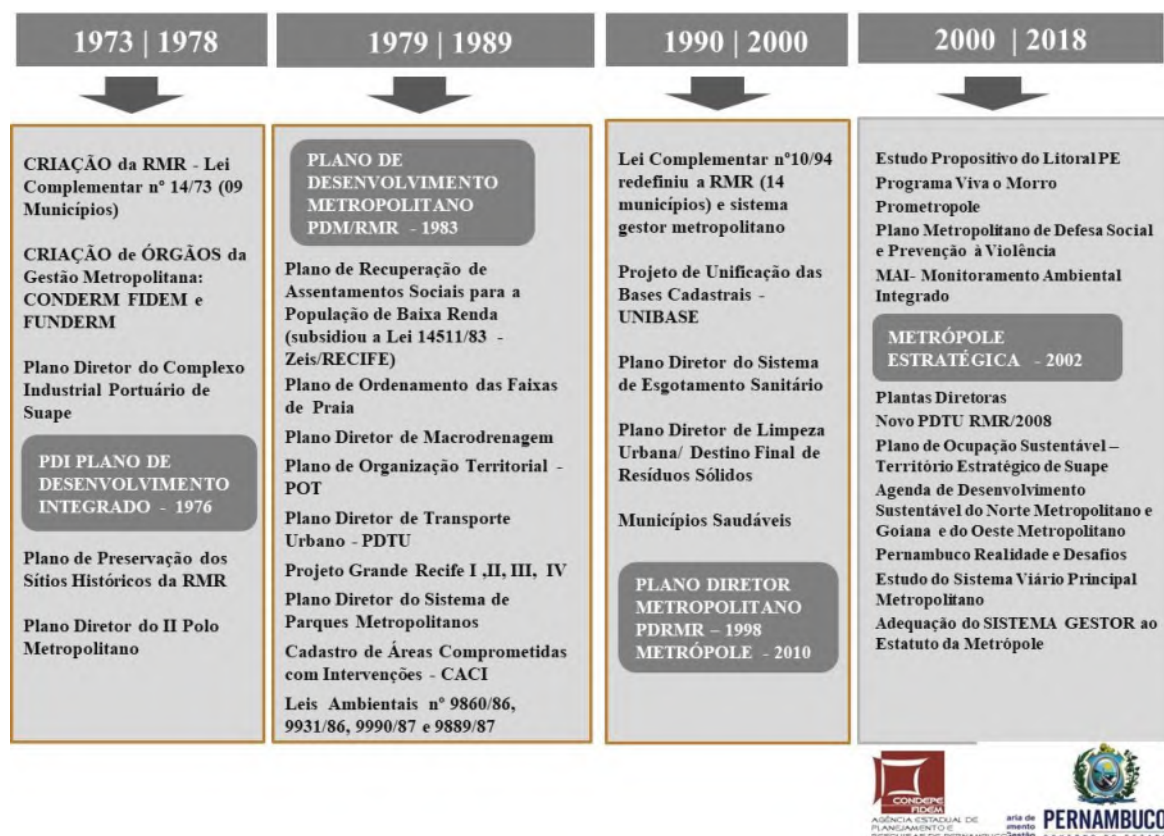 1973 | 1978
CRIAÇÃO da RMR - Lei
Complementar nº 14/73 (09
Municípios)
CRIAÇÃO de ÓRGÃOS da
Gestão Metropolitana:
CONDERM FIDEM e
FUNDERM
Plano Diretor do Complexo
Industrial Portuário de
Suape
PDI PLANO DE
DESENVOLVIMENTO
INTEGRADO - 1976
Plano de Preservação dos
Sítios Históricos da RMR
Plano Diretor do II Polo
Metropolitano
1979 | 1989
PLANO DE
DESENVOLVIMENTO
METROPOLITANO
PDM/RMR - 1983
Plano de Recuperação de
Assentamentos Sociais para a
População de Baixa Renda
(subsidiou a Lei 14511/83 -
Zeis/RECIFE)
Plano de Ordenamento das Faixas
de Praia
Plano Diretor de Macrodrenagem
Plano de Organização Territorial -
POT
Plano Diretor de Transporte
Urbano - PDTU
Projeto Grande Recife I ,II, III, IV
Plano Diretor do Sistema de
Parques Metropolitanos
Cadastro de Áreas Comprometidas
com Intervenções - CACI
Leis Ambientais nº 9860/86,
9931/86, 9990/87 e 9889/87
1990 | 2000
Lei Complementar nº10/94
redefiniu a RMR (14
municípios) e sistema
gestor metropolitano
Projeto de Unificação das
Bases Cadastrais -
UNIBASE
Plano Diretor do Sistema
de Esgotamento Sanitário
Plano Diretor de Limpeza
Urbana/ Destino Final de
Resíduos Sólidos
Municípios Saudáveis
PLANO DIRETOR
METROPOLITANO
PDRMR – 1998
METRÓPOLE - 2010
2000 | 2018
Estudo Propositivo do Litoral PE
Programa Viva o Morro
Prometropole
Plano Metropolitano de Defesa Social
e Prevenção à Violência
MAI- Monitoramento Ambiental
Integrado
METRÓPOLE
ESTRATÉGICA - 2002
Plantas Diretoras
Novo PDTU RMR/2008
Plano de Ocupação Sustentável –
Território Estratégico de Suape
Agenda de Desenvolvimento
Sustentável do Norte Metropolitano e
Goiana e do Oeste Metropolitano
Pernambuco Realidade e Desafios
Estudo do Sistema Viário Principal
Metropolitano
Adequação do SISTEMA GESTOR ao
Estatuto da Metrópole
CONDEPE
FIDEM
AGÊNCIA ESTADUAL DE
PLANEJAMENTO E
aria de
PERNAMBUCO